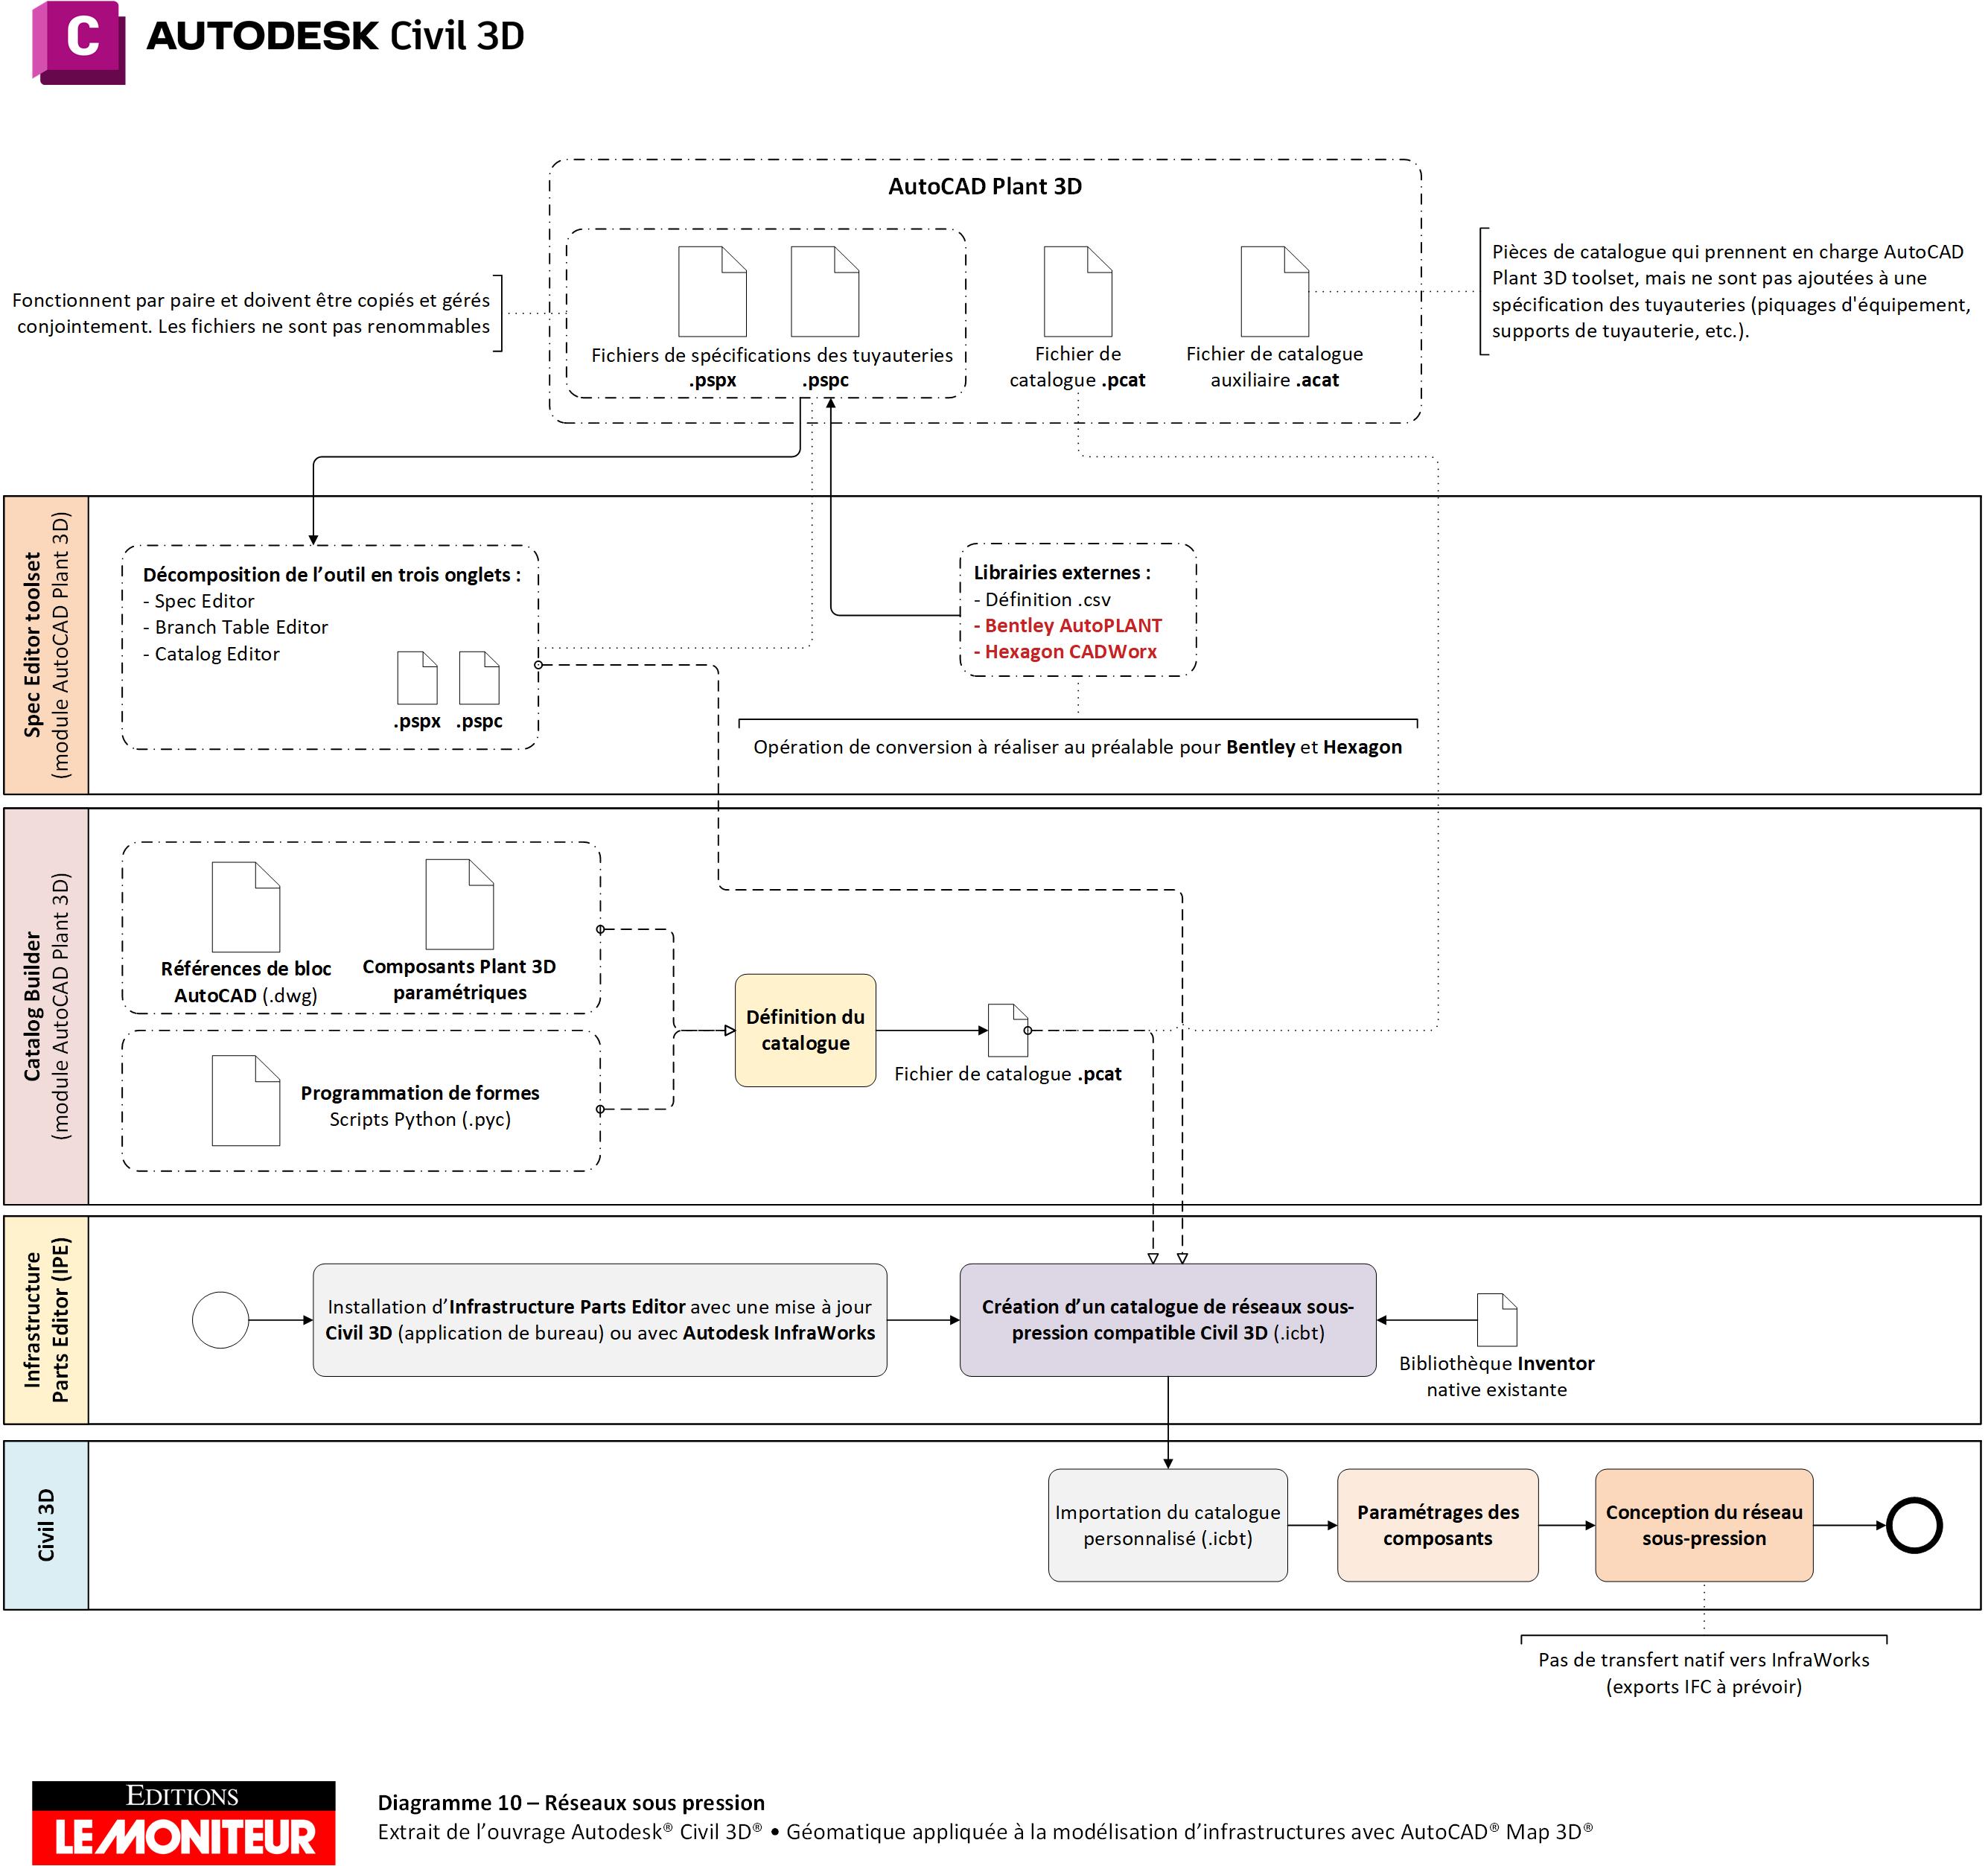 C
AUTODESK Civil 3D
AutoCAD Plant 3D
Fonctionnent par paire et doivent être copiés et gérés
conjointement. Les fichiers ne sont pas renommables
Fichiers de spécifications des tuyauteries
.pspx .pspc
Fichier de
catalogue .pcat
Fichier de catalogue
auxiliaire .acat
Pièces de catalogue qui prennent en charge AutoCAD
Plant 3D toolset, mais ne sont pas ajoutées à une
spécification des tuyauteries (piquages d'équipement,
supports de tuyauterie, etc.).
Spec Editor toolset
(module AutoCAD Plant 3D)
Décomposition de l’outil en trois onglets :
- Spec Editor
- Branch Table Editor
- Catalog Editor
.pspx .pspc
Librairies externes :
- Définition .csv
- Bentley AutoPLANT
- Hexagon CADWorx
Opération de conversion à réaliser au préalable pour Bentley et Hexagon
Catalog Builder
(module AutoCAD Plant 3D)
Références de bloc
AutoCAD (.dwg)
Composants Plant 3D
paramétriques
Programmation de formes
Scripts Python (.pyc)
Définition du
catalogue
Fichier de catalogue .pcat
Infrastructure
Parts Editor (IPE)
Installation d’Infrastructure Parts Editor avec une mise à jour
Civil 3D (application de bureau) ou avec Autodesk InfraWorks
Création d’un catalogue de réseaux sous-
pression compatible Civil 3D (.icbt)
Bibliothèque Inventor
native existante
Civil 3D
Importation du catalogue
personnalisé (.icbt)
Paramétrages des
composants
Conception du réseau
sous-pression
Pas de transfert natif vers InfraWorks
(exports IFC à prévoir)
EDITIONS
LE MONITEUR
Diagramme 10 – Réseaux sous pression
Extrait de l’ouvrage Autodesk® Civil 3D® • Géomatique appliquée à la modélisation d’infrastructures avec AutoCAD® Map 3D®